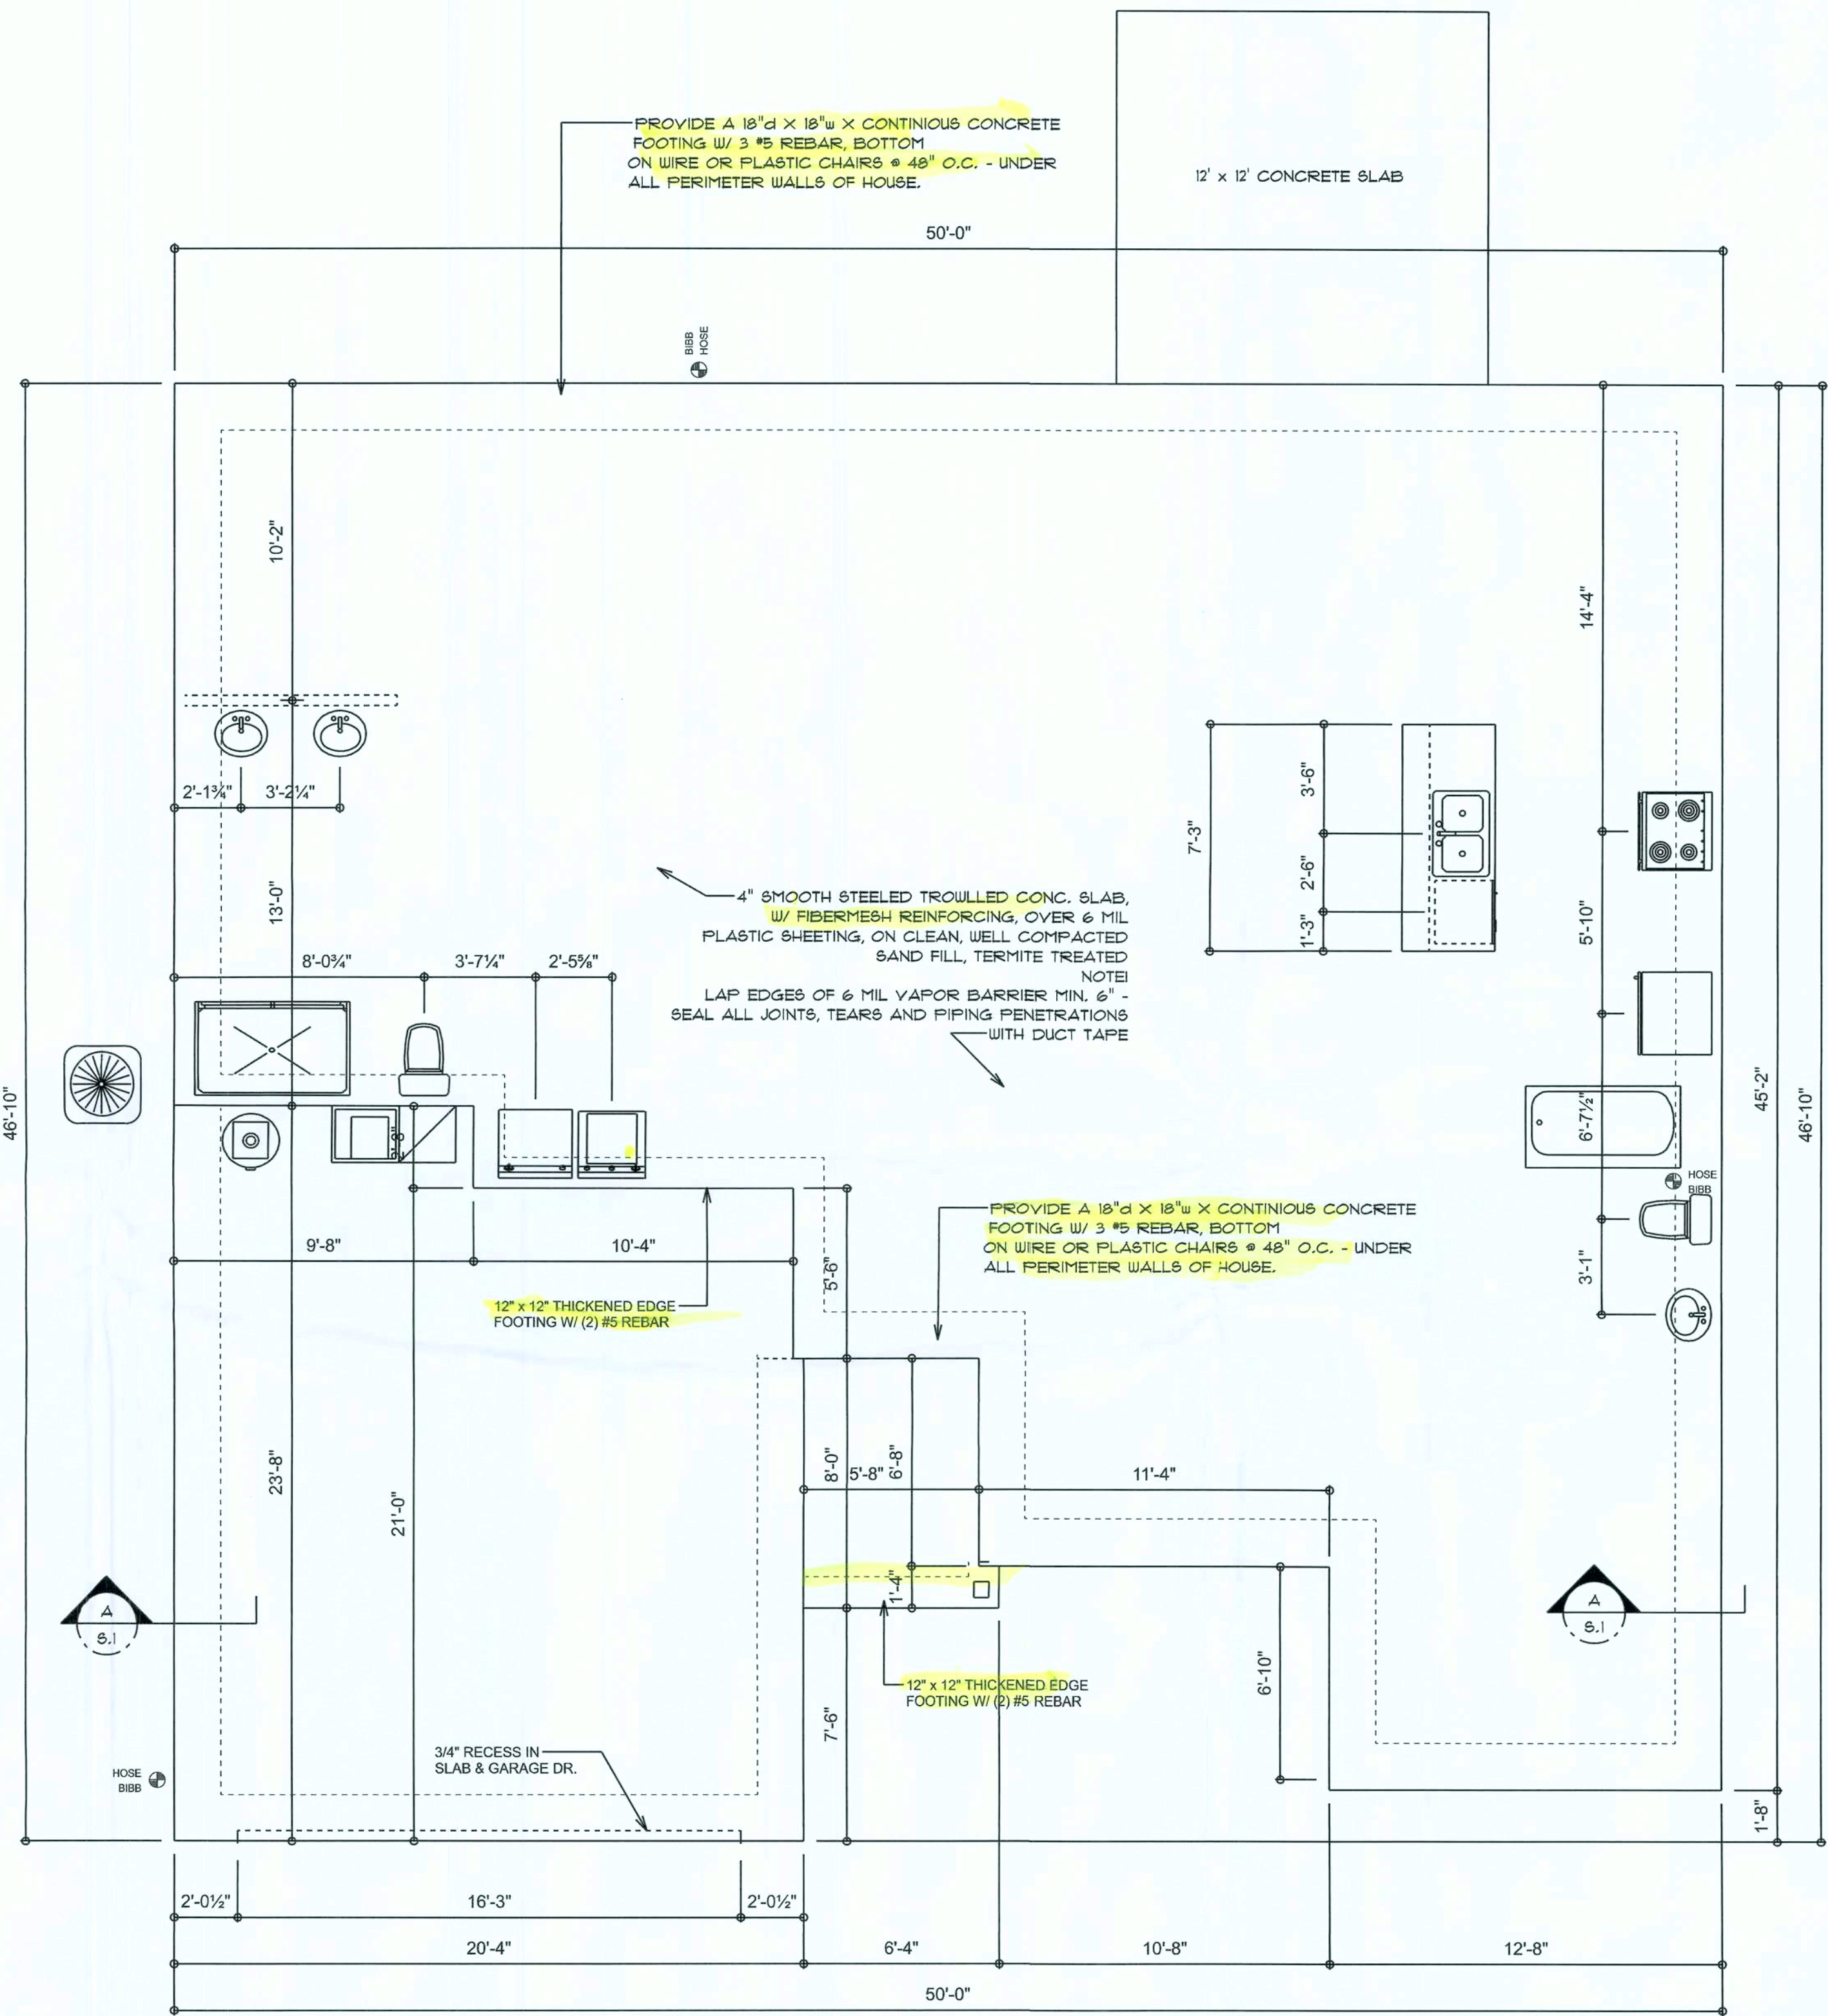 PROVIDE A 18"d X 18"w X CONTINIOUS CONCRETE
FOOTING W/ 3 #5 REBAR, BOTTOM
ON WIRE OR PLASTIC CHAIRS @ 48" O.C. - UNDER
ALL PERIMETER WALLS OF HOUSE.
12' x 12' CONCRETE SLAB
50'-0"
BIBB
HOSE
10'-2"
14'-4"
2'-1¾"
3'-2¼"
13'-0"
7'-3"
3'-6"
2'-6"
1'-3"
5'-10"
4" SMOOTH STEELED TROWLLED CONC. SLAB,
W/ FIBERMESH REINFORCING, OVER 6 MIL
PLASTIC SHEETING, ON CLEAN, WELL COMPACTED
SAND FILL, TERMITE TREATED
NOTE!
LAP EDGES OF 6 MIL VAPOR BARRIER MIN. 6" -
SEAL ALL JOINTS, TEARS AND PIPING PENETRATIONS
WITH DUCT TAPE
8'-0¾"
3'-7¼"
2'-5⅝"
46'-10"
6'-7½"
45'-2"
46'-10"
HOSE
BIBB
PROVIDE A 18"d X 18"w X CONTINIOUS CONCRETE
FOOTING W/ 3 #5 REBAR, BOTTOM
ON WIRE OR PLASTIC CHAIRS @ 48" O.C. - UNDER
ALL PERIMETER WALLS OF HOUSE.
9'-8"
10'-4"
5'-6"
3'-1"
12" x 12" THICKENED EDGE
FOOTING W/ (2) #5 REBAR
23'-8"
21'-0"
8'-0"
5'-8"
6'-8"
11'-4"
1'-4"
A
S.1
A
S.1
6'-10"
12" x 12" THICKENED EDGE
FOOTING W/ (2) #5 REBAR
7'-6"
3/4" RECESS IN
SLAB & GARAGE DR.
HOSE
BIBB
1'-8"
2'-0½"
16'-3"
2'-0½"
20'-4"
6'-4"
10'-8"
12'-8"
50'-0"